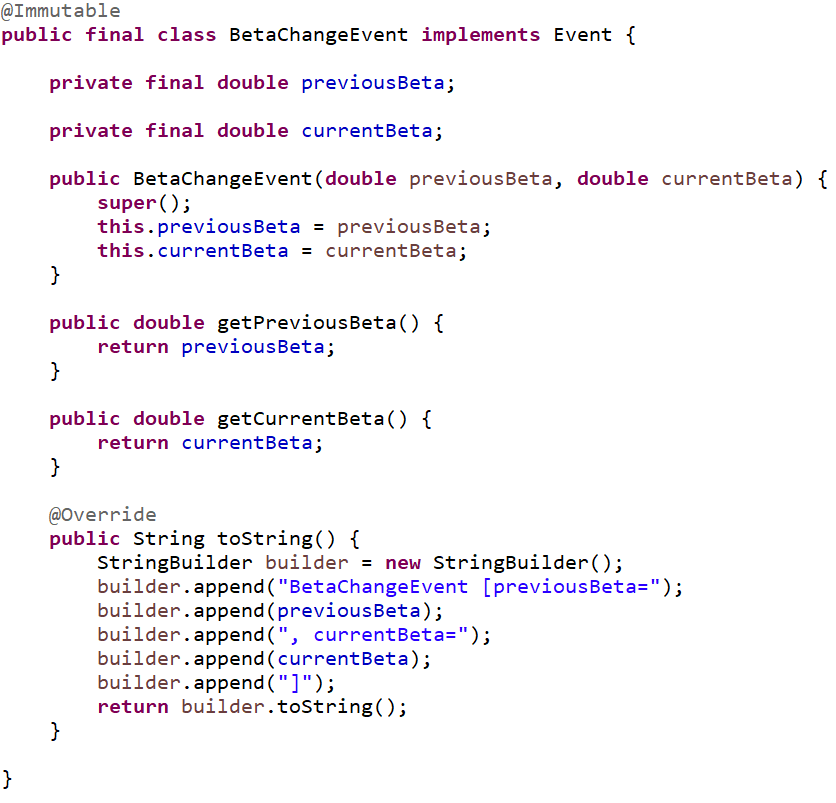 @Immutable
public final class BetaChangeEvent implements Event {
    private final double previousBeta;
    private final double currentBeta;
    public BetaChangeEvent(double previousBeta, double currentBeta) {
        super();
        this.previousBeta = previousBeta;
        this.currentBeta = currentBeta;
    }
    public double getPreviousBeta() {
        return previousBeta;
    }
    public double getCurrentBeta() {
        return currentBeta;
    }
    @Override
    public String toString() {
        StringBuilder builder = new StringBuilder();
        builder.append("BetaChangeEvent [previousBeta=");
        builder.append(previousBeta);
        builder.append(", currentBeta=");
        builder.append(currentBeta);
        builder.append("]");
        return builder.toString();
    }
}